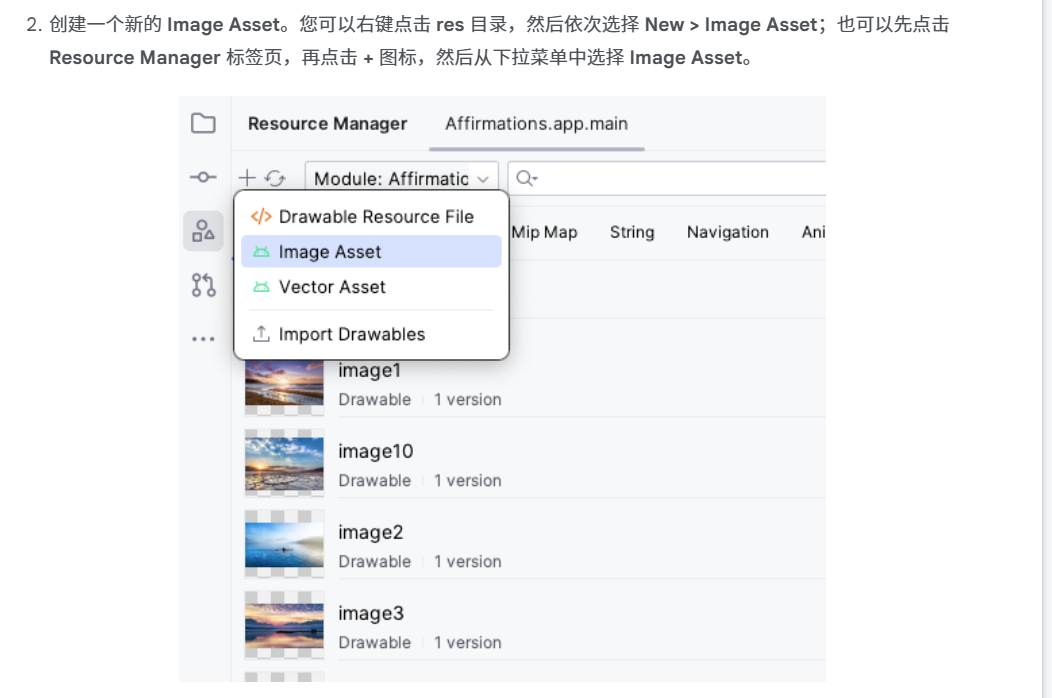 2. 创建一个新的 Image Asset。您可以右键点击 res 目录，然后依次选择 New > Image Asset；也可以先点击
Resource Manager 标签页，再点击 + 图标，然后从下拉菜单中选择 Image Asset。
Resource Manager Affirmations.app.main
Module: Affirmatic
Drawable Resource File
Image Asset
Vector Asset
Import Drawables
Mip Map String Navigation Ani
image1
Drawable 1 version
image10
Drawable 1 version
image2
Drawable 1 version
image3
Drawable 1 version